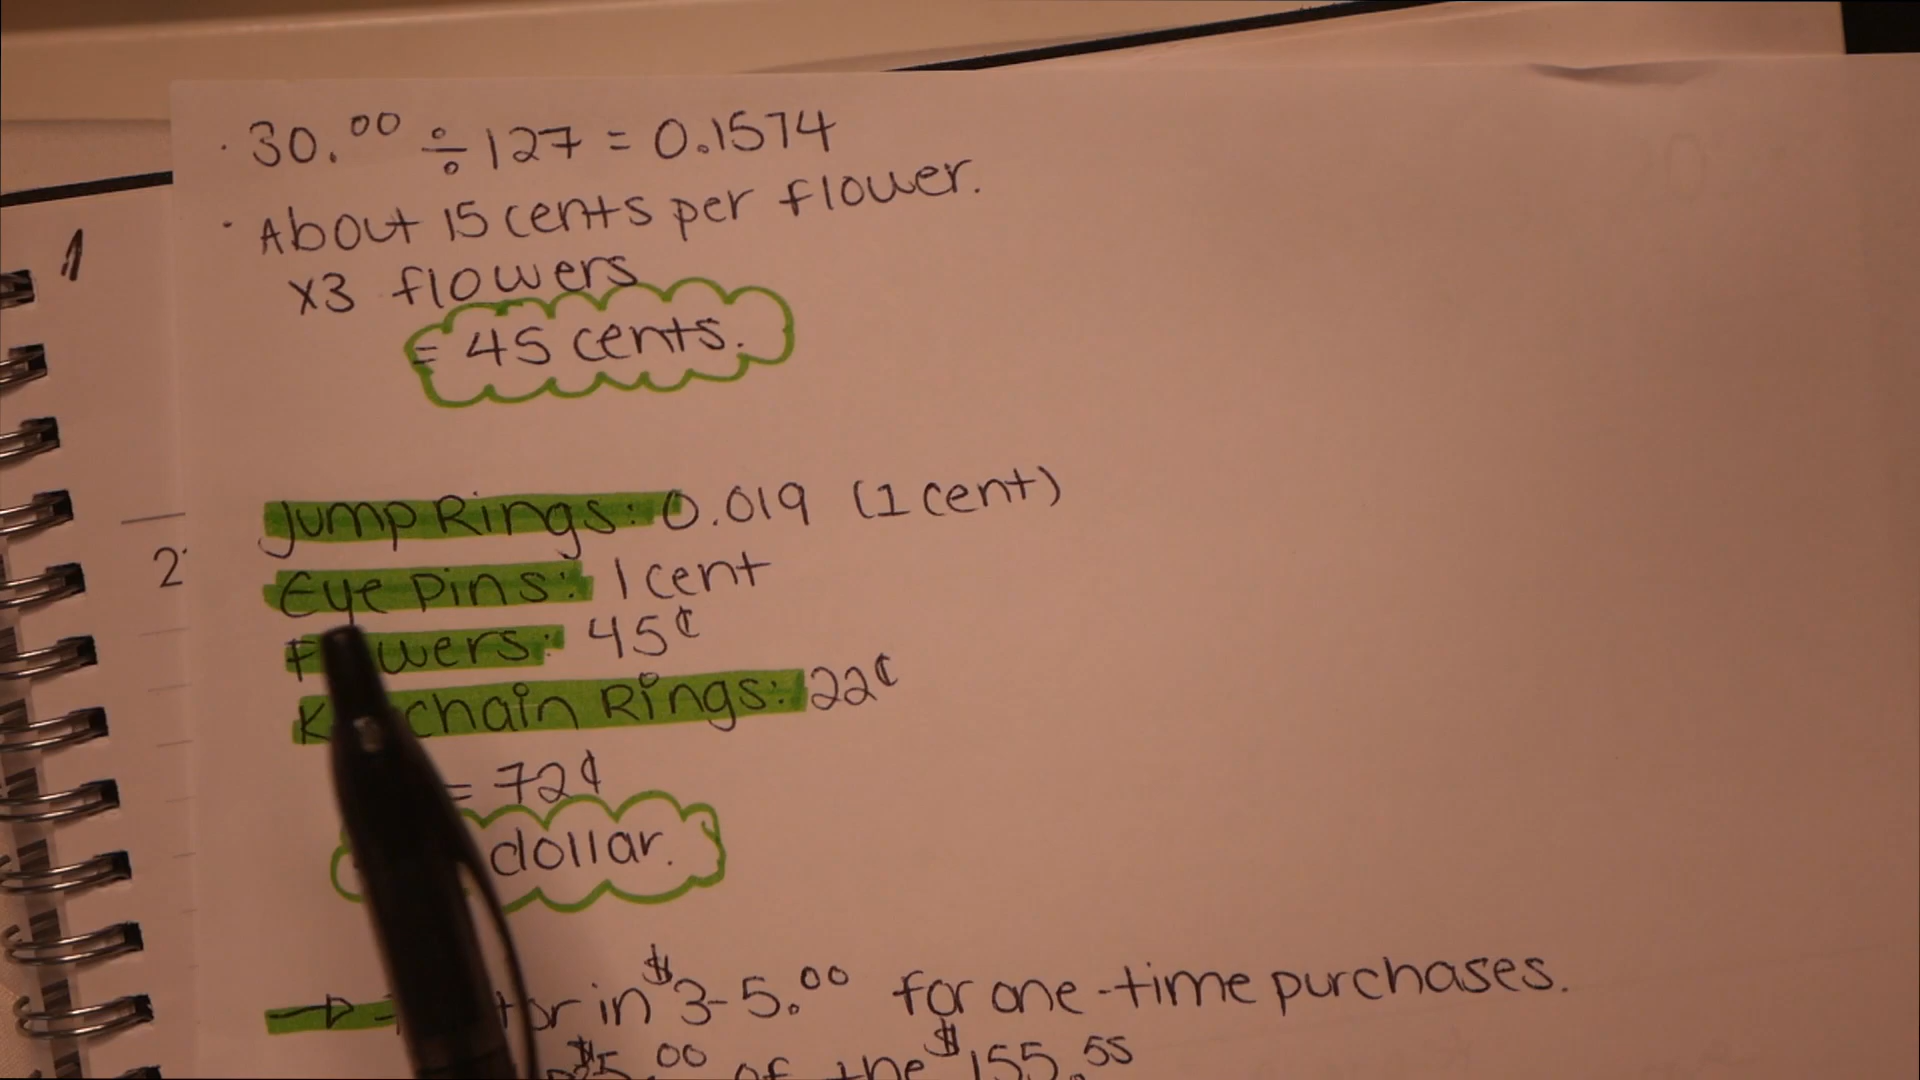 · 30.00 ÷ 127 = 0.1574
· About 15 cents per flower.
x3 flowers
= 45 cents.
1
Jump Rings: 0.019 (1 cent)
2
Eye pins: 1 cent
45¢
chain Rings: 22¢
= 72¢
dollar.
in $3-5.00 for one-time purchases.
$5.00 of the $155.55